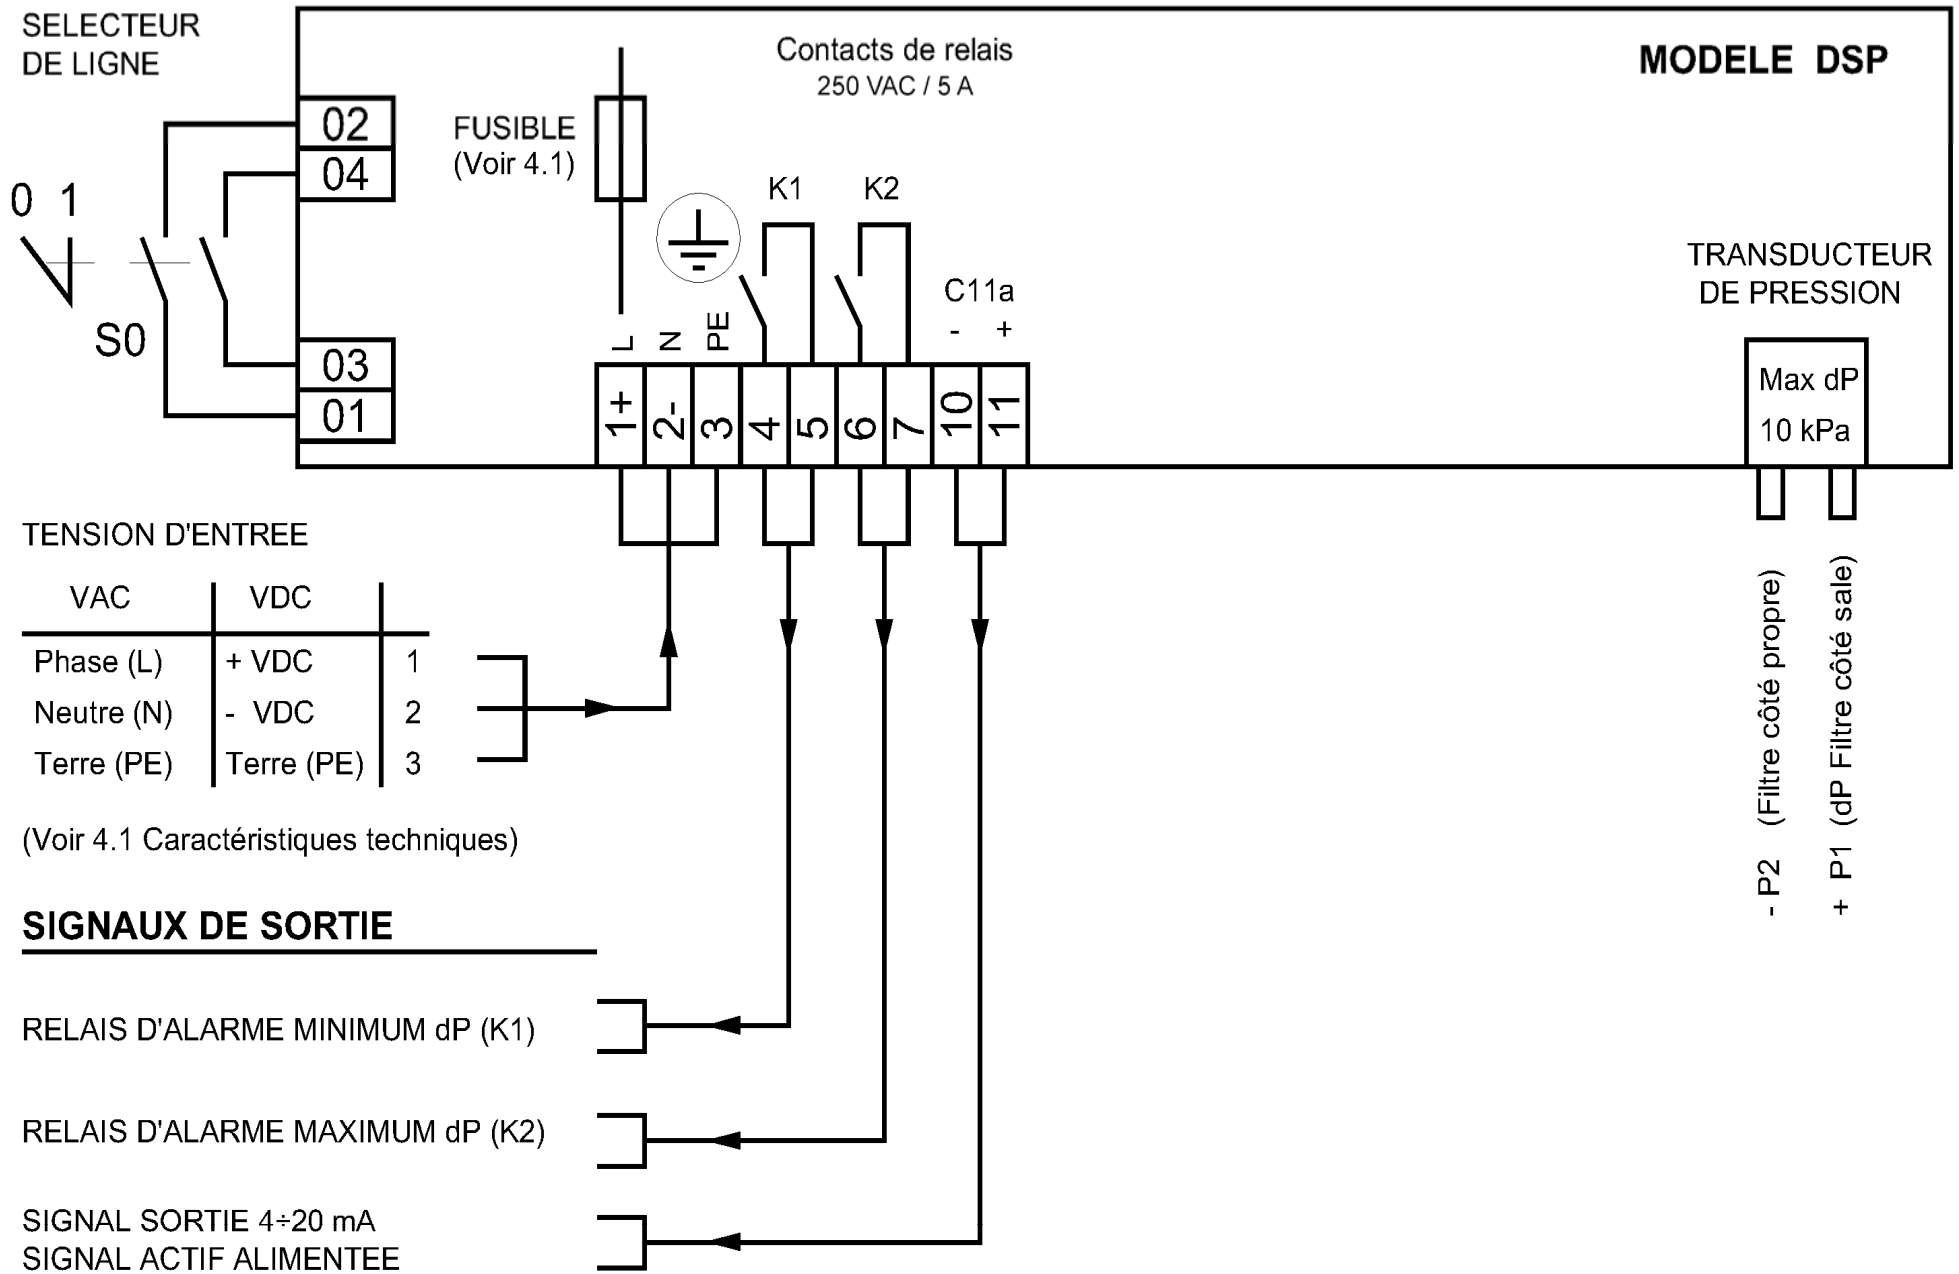 SELECTEUR
DE LIGNE
Contacts de relais
250 VAC / 5 A
MODELE DSP
02
04
FUSIBLE
(Voir 4.1)
0 1
K1
K2
S0
03
01
L
N
PE
C11a
- +
1+
2-
3
4
5
6
7
10
11
TRANSDUCTEUR
DE PRESSION
Max dP
10 kPa
- P2 (Filtre côté propre)
+ P1 (dP Filtre côté sale)
TENSION D'ENTREE
VAC VDC
Phase (L) + VDC 1
Neutre (N) - VDC 2
Terre (PE) Terre (PE) 3
(Voir 4.1 Caractéristiques techniques)
SIGNAUX DE SORTIE
RELAIS D'ALARME MINIMUM dP (K1)
RELAIS D'ALARME MAXIMUM dP (K2)
SIGNAL SORTIE 4÷20 mA
SIGNAL ACTIF ALIMENTEE